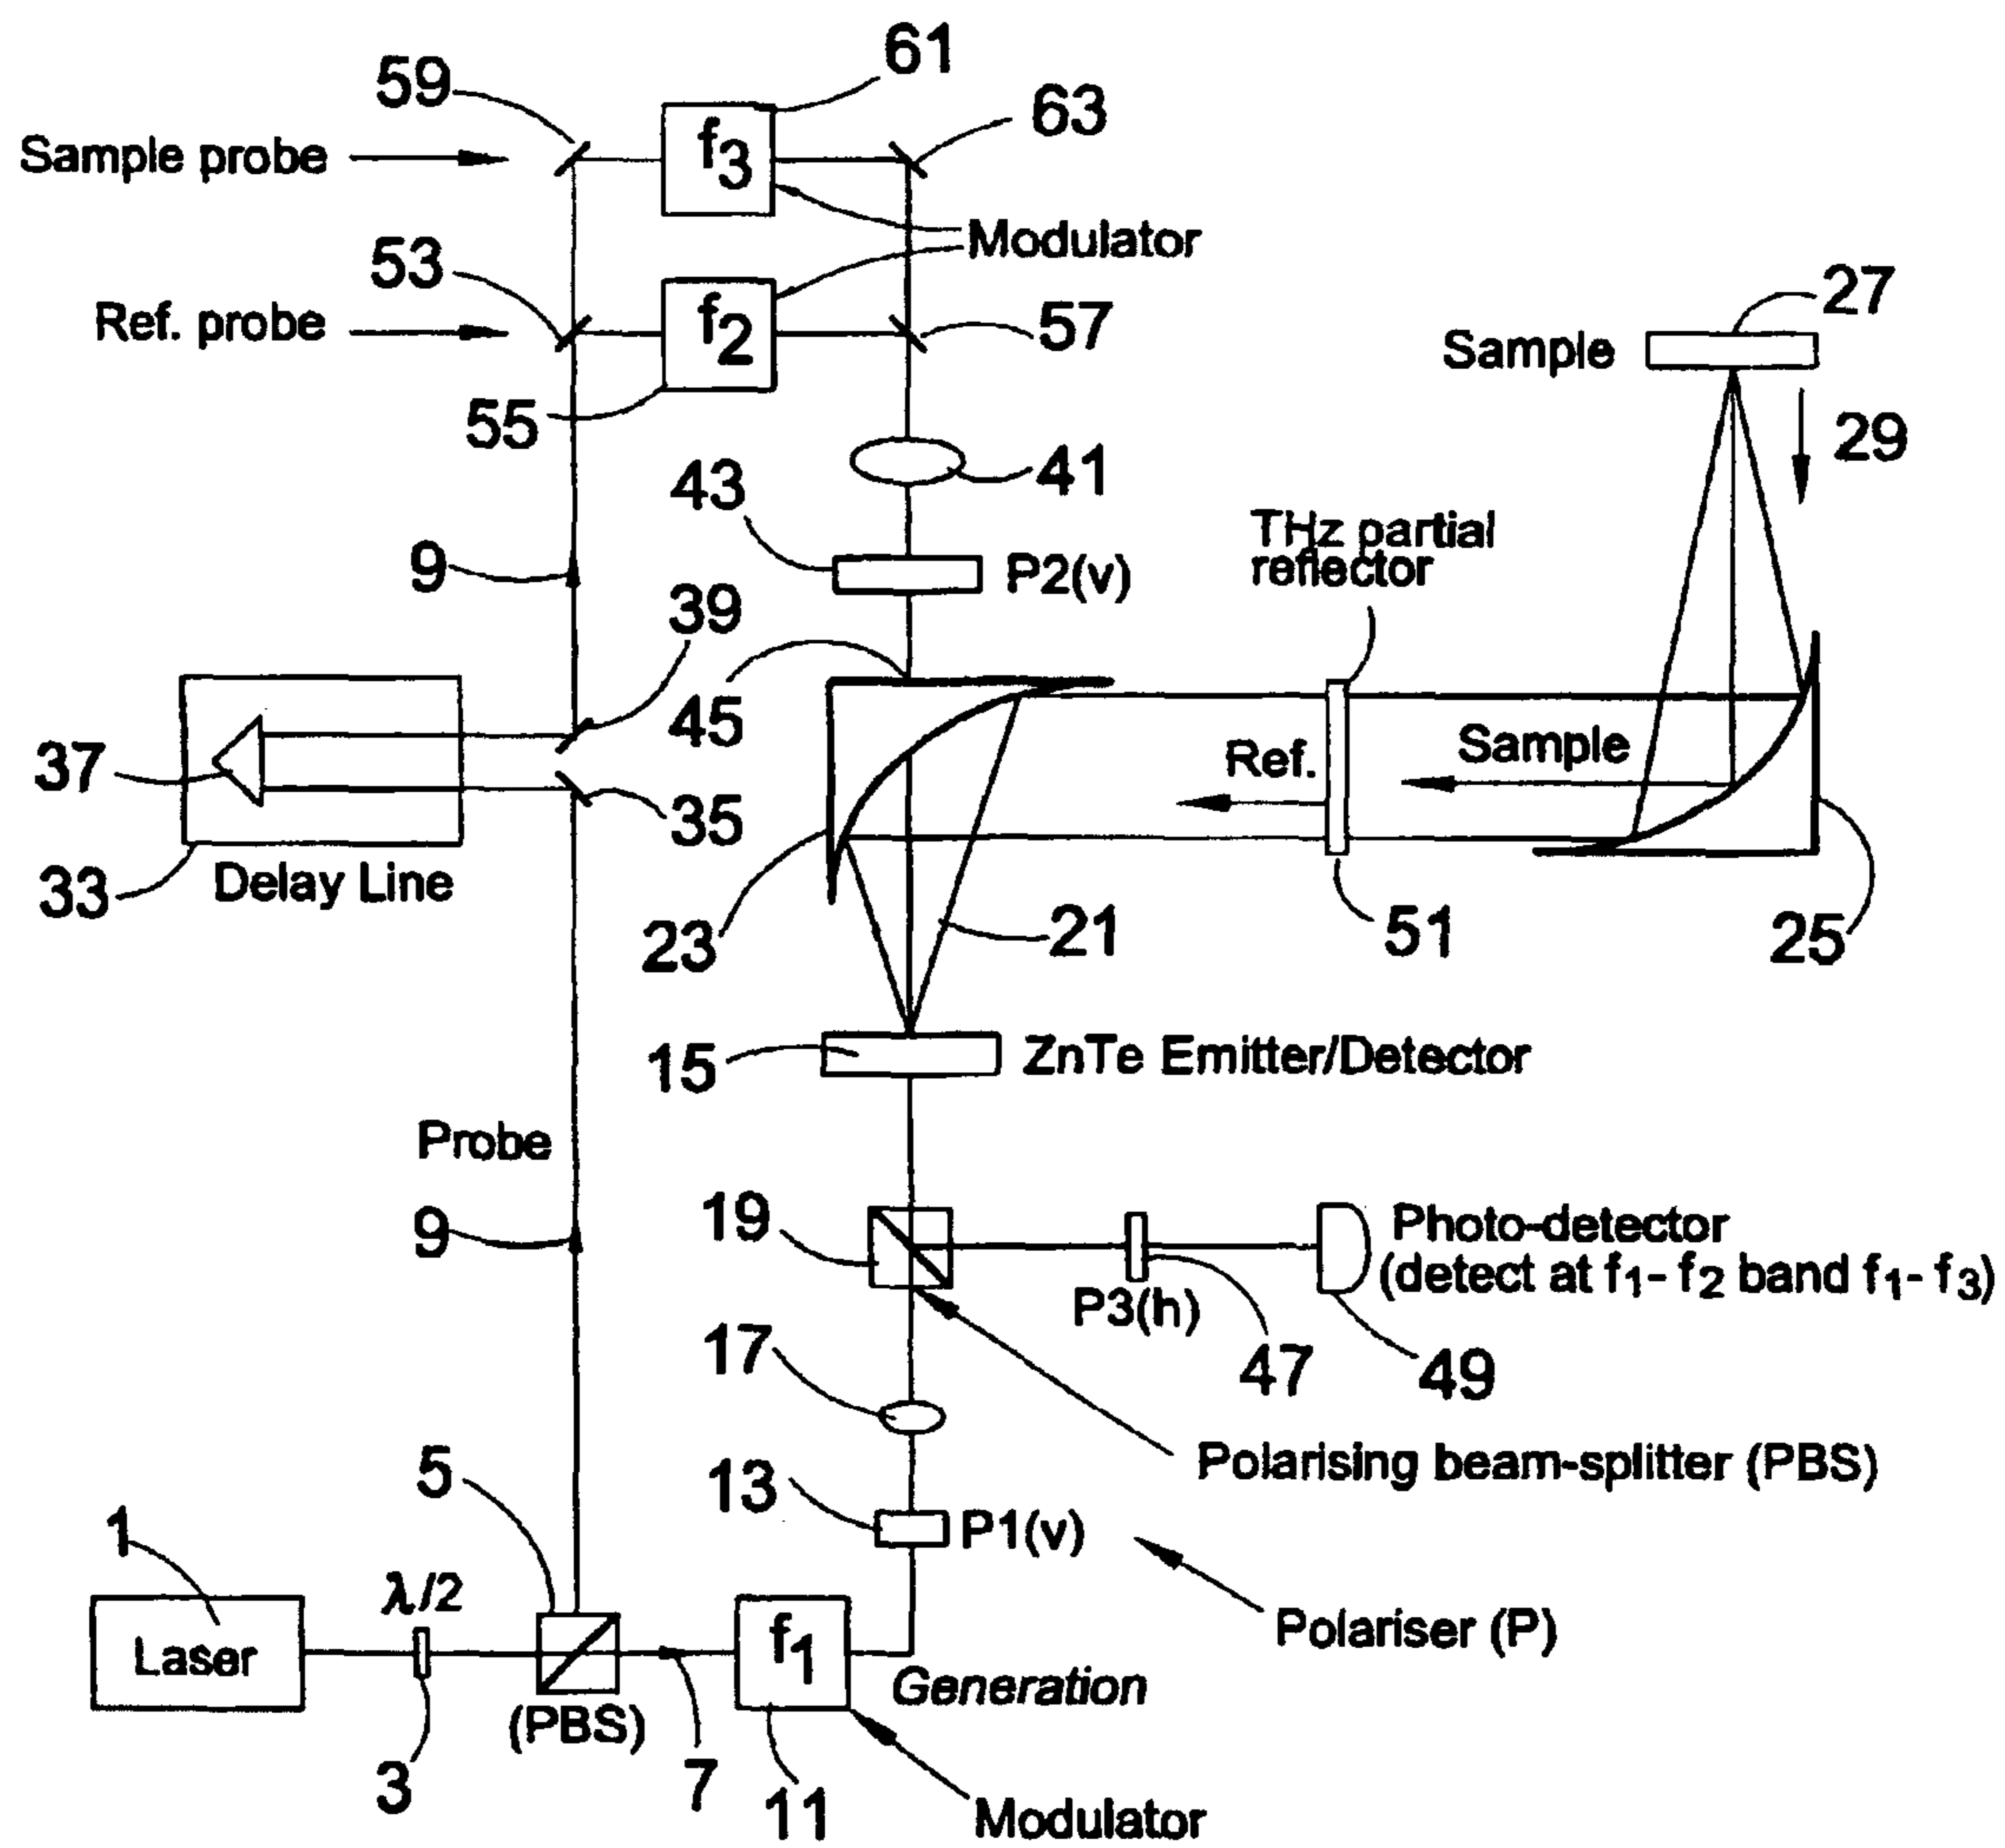 61
59
63
Sample probe
f3
Modulator
53
27
Ref. probe
f2
57
Sample
55
41
29
43
THz partial
reflector
9
P2(v)
39
45
37
Ref.
Sample
35
33
Delay Line
23
21
51
25
15
ZnTe Emitter/Detector
Probe
19
Photo-detector
9
(detect at f1- f2 band f1- f3)
P3(h)
17
47
49
5
Polarising beam-splitter (PBS)
13
P1(v)
1
λ/2
Polariser (P)
Laser
f1
Generation
(PBS)
3
7
11
Modulator